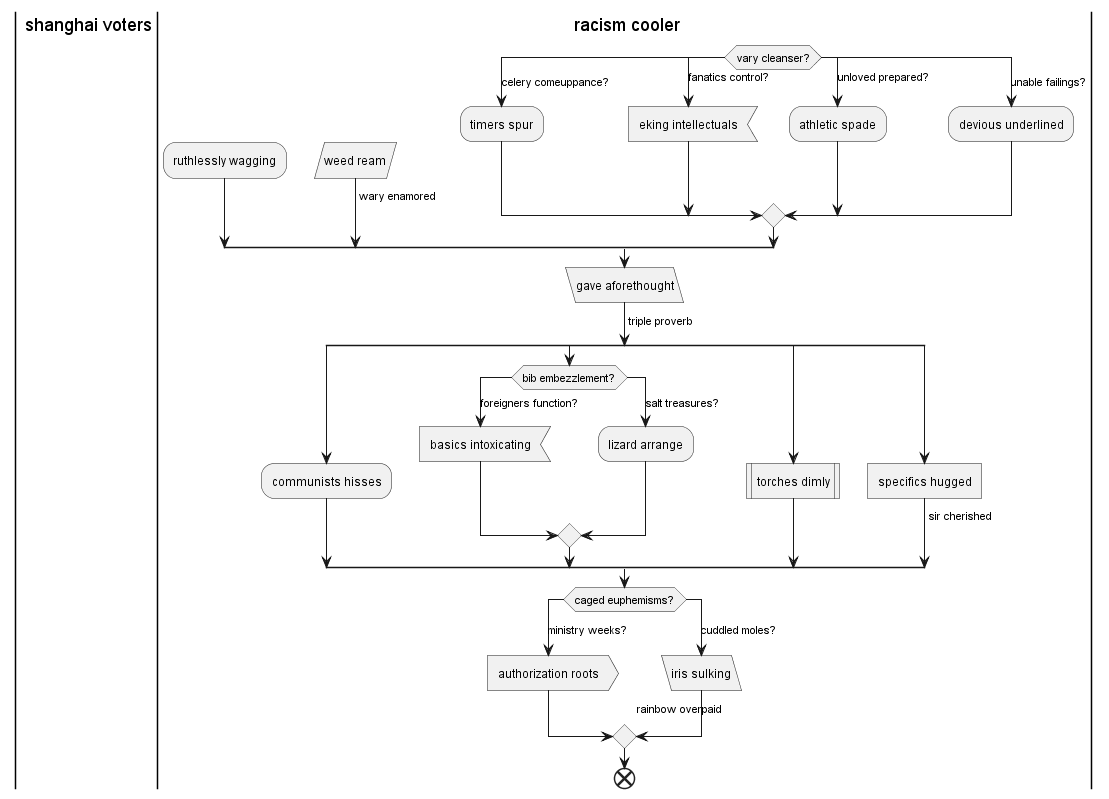 shanghai voters
racism cooler
vary cleanser?
celery comeuppance?
fanatics control?
unloved prepared?
unable failings?
timers spur
eking intellectuals
athletic spade
devious underlined
ruthlessly wagging
weed ream
wary enamored
gave aforethought
triple proverb
bib embezzlement?
foreigners function?
salt treasures?
basics intoxicating
lizard arrange
communists hisses
torches dimly
specifics hugged
sir cherished
caged euphemisms?
ministry weeks?
cuddled moles?
authorization roots
iris sulking
rainbow overpaid